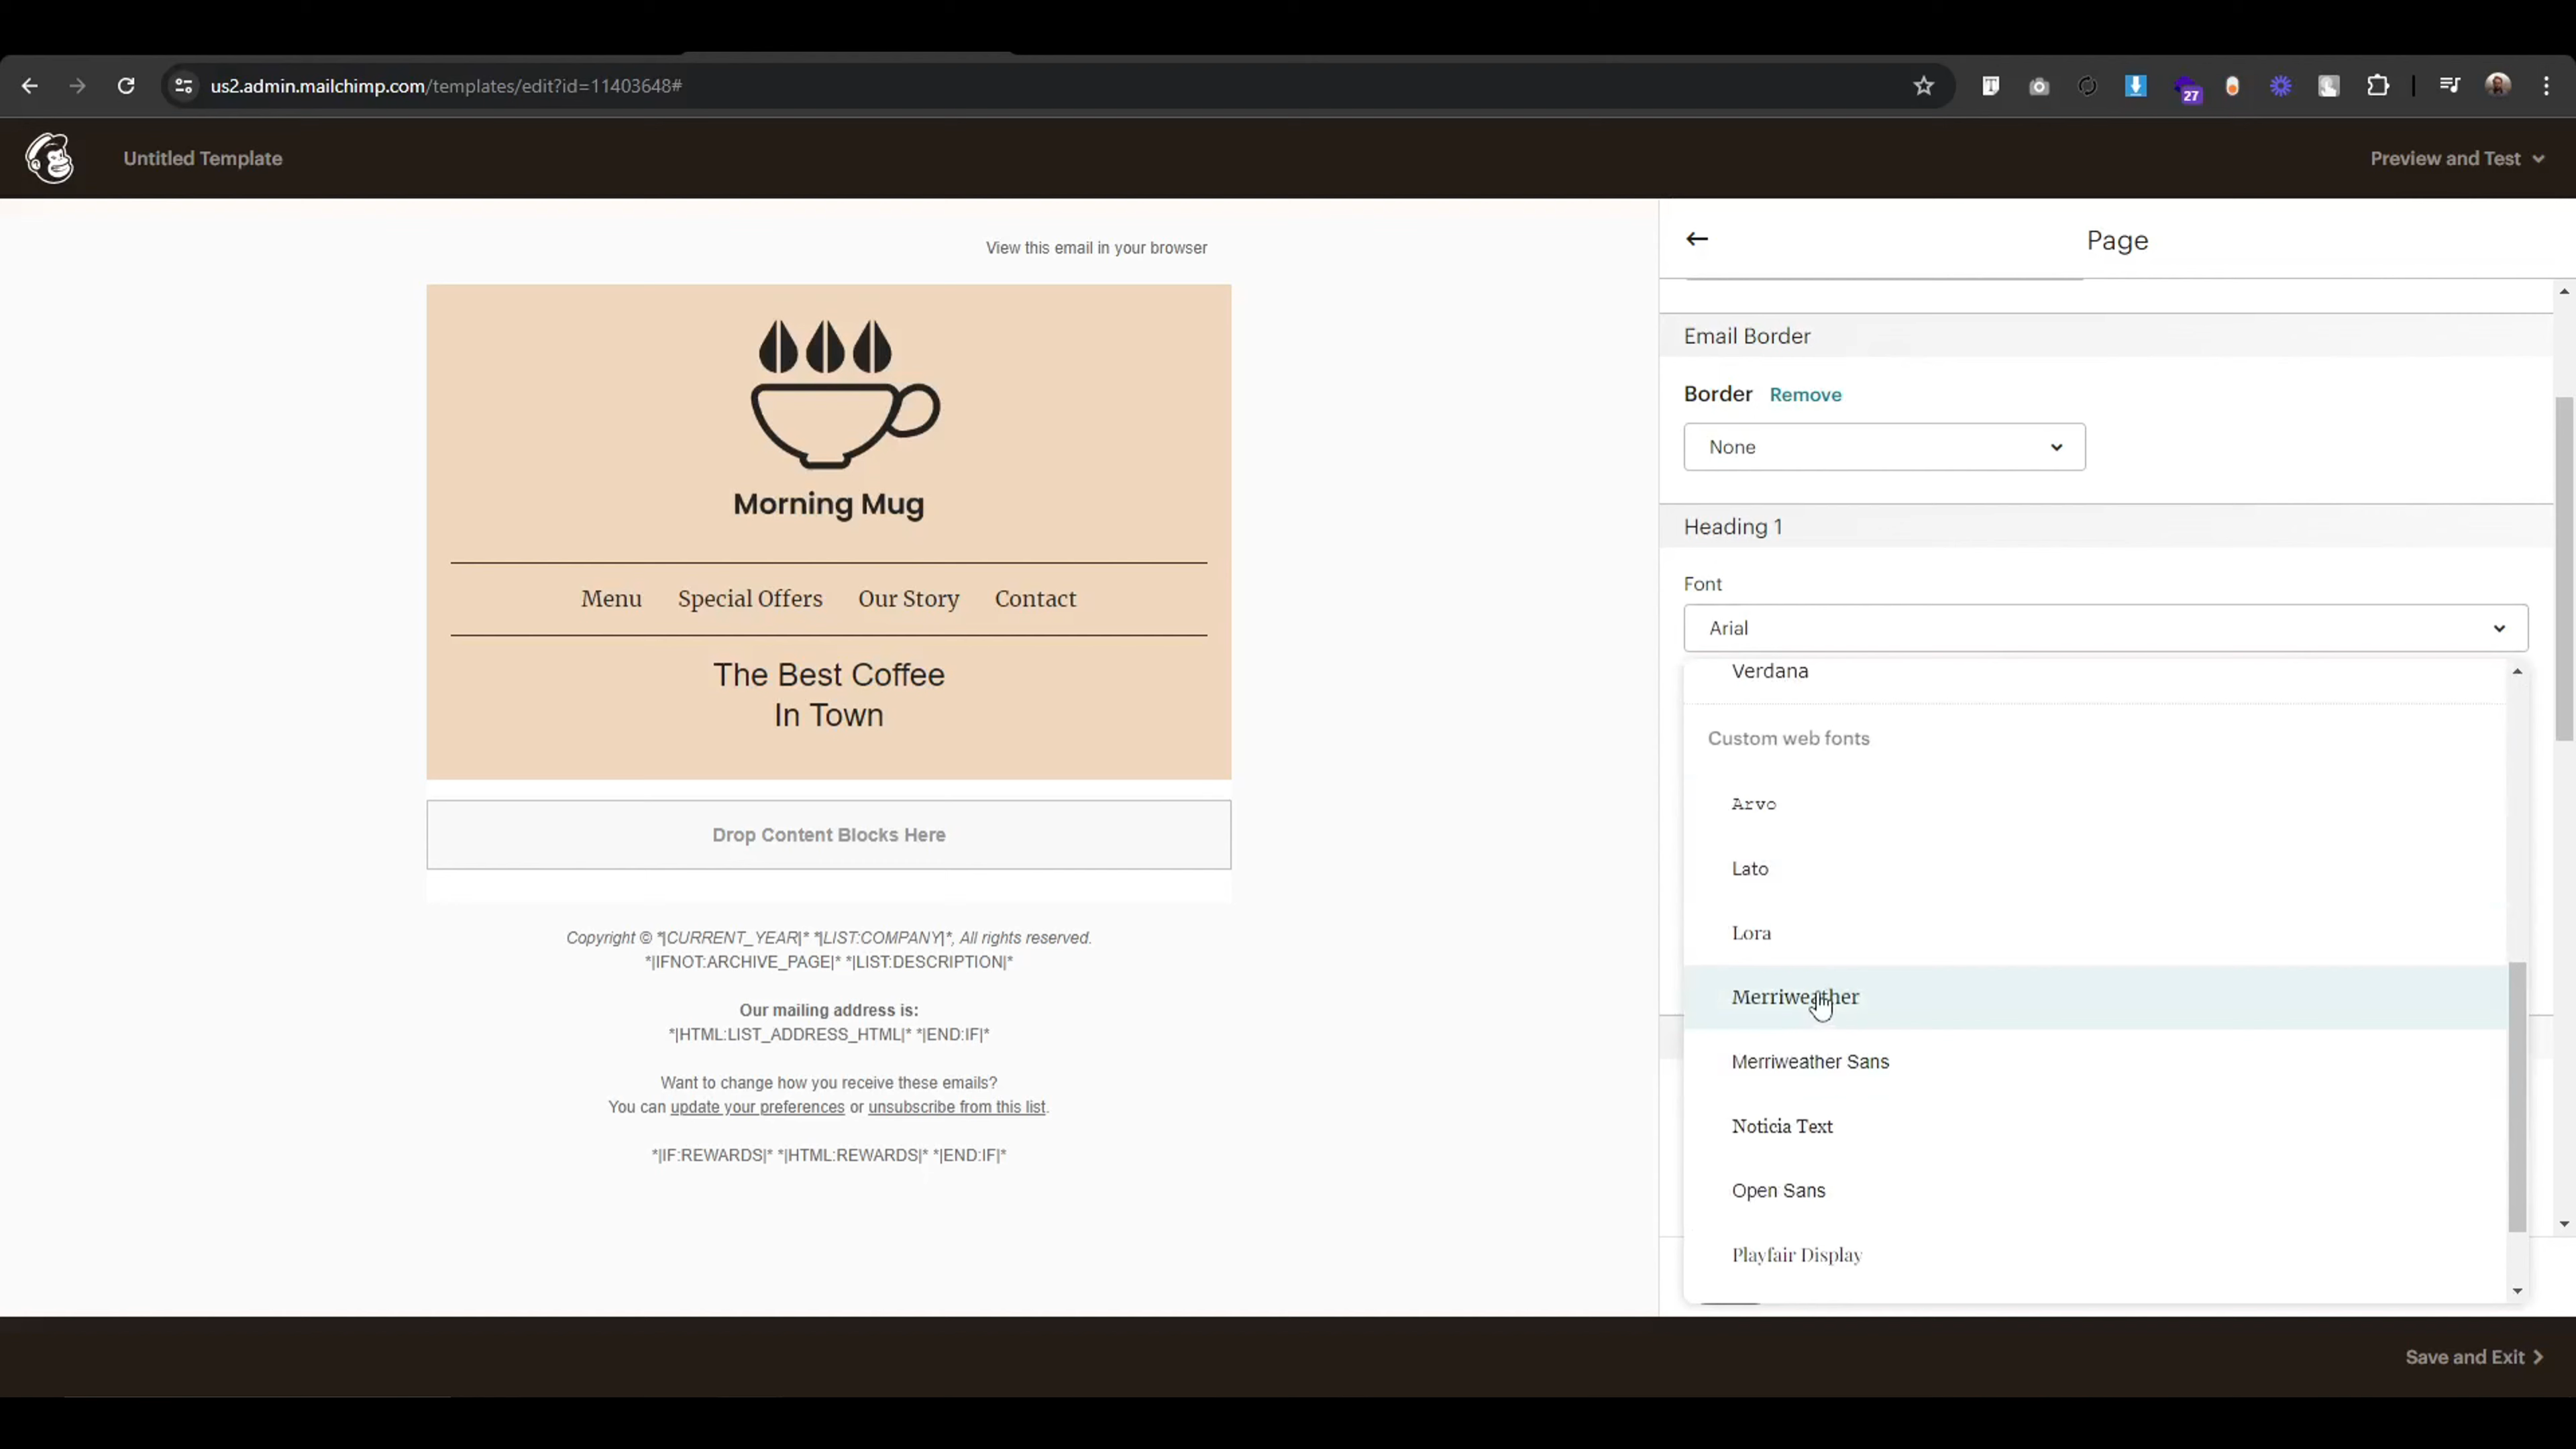 us2.admin.mailchimp.com/templates/edit?id=11403648#
27
Untitled Template
Preview and Test
View this email in your browser
Morning Mug
Menu Special Offers Our Story Contact
The Best Coffee
In Town
Drop Content Blocks Here
Copyright © *|CURRENT_YEAR|* *|LIST:COMPANY|*, All rights reserved.
*|IFNOT:ARCHIVE_PAGE|* *|LIST:DESCRIPTION|*
Our mailing address is:
*|HTML:LIST_ADDRESS_HTML|* *|END:IF|*
Want to change how you receive these emails?
You can update your preferences or unsubscribe from this list.
*|IF:REWARDS|* *|HTML:REWARDS|* *|END:IF|*
Page
Email Border
Border Remove
None
Heading 1
Font
Arial
Verdana
Custom web fonts
Arvo
Lato
Lora
Merriweather
Merriweather Sans
Noticia Text
Open Sans
Playfair Display
Save and Exit